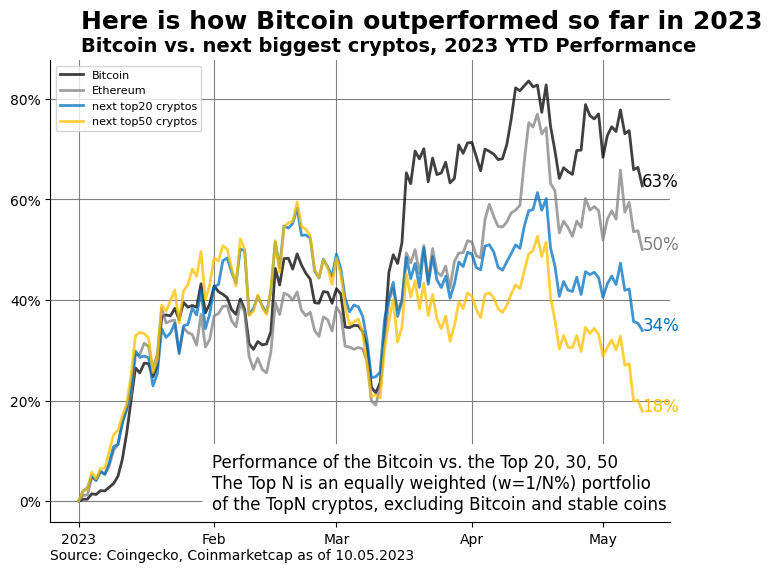 Here is how Bitcoin outperformed so far in 2023
Bitcoin vs. next biggest cryptos, 2023 YTD Performance
Bitcoin
Ethereum
next top20 cryptos
next top50 cryptos
80%
60%
40%
20%
0%
63%
50%
34%
18%
Performance of the Bitcoin vs. the Top 20, 30, 50
The Top N is an equally weighted (w=1/N%) portfolio
of the TopN cryptos, excluding Bitcoin and stable coins
2023 Feb Mar Apr May
Source: Coingecko, Coinmarketcap as of 10.05.2023